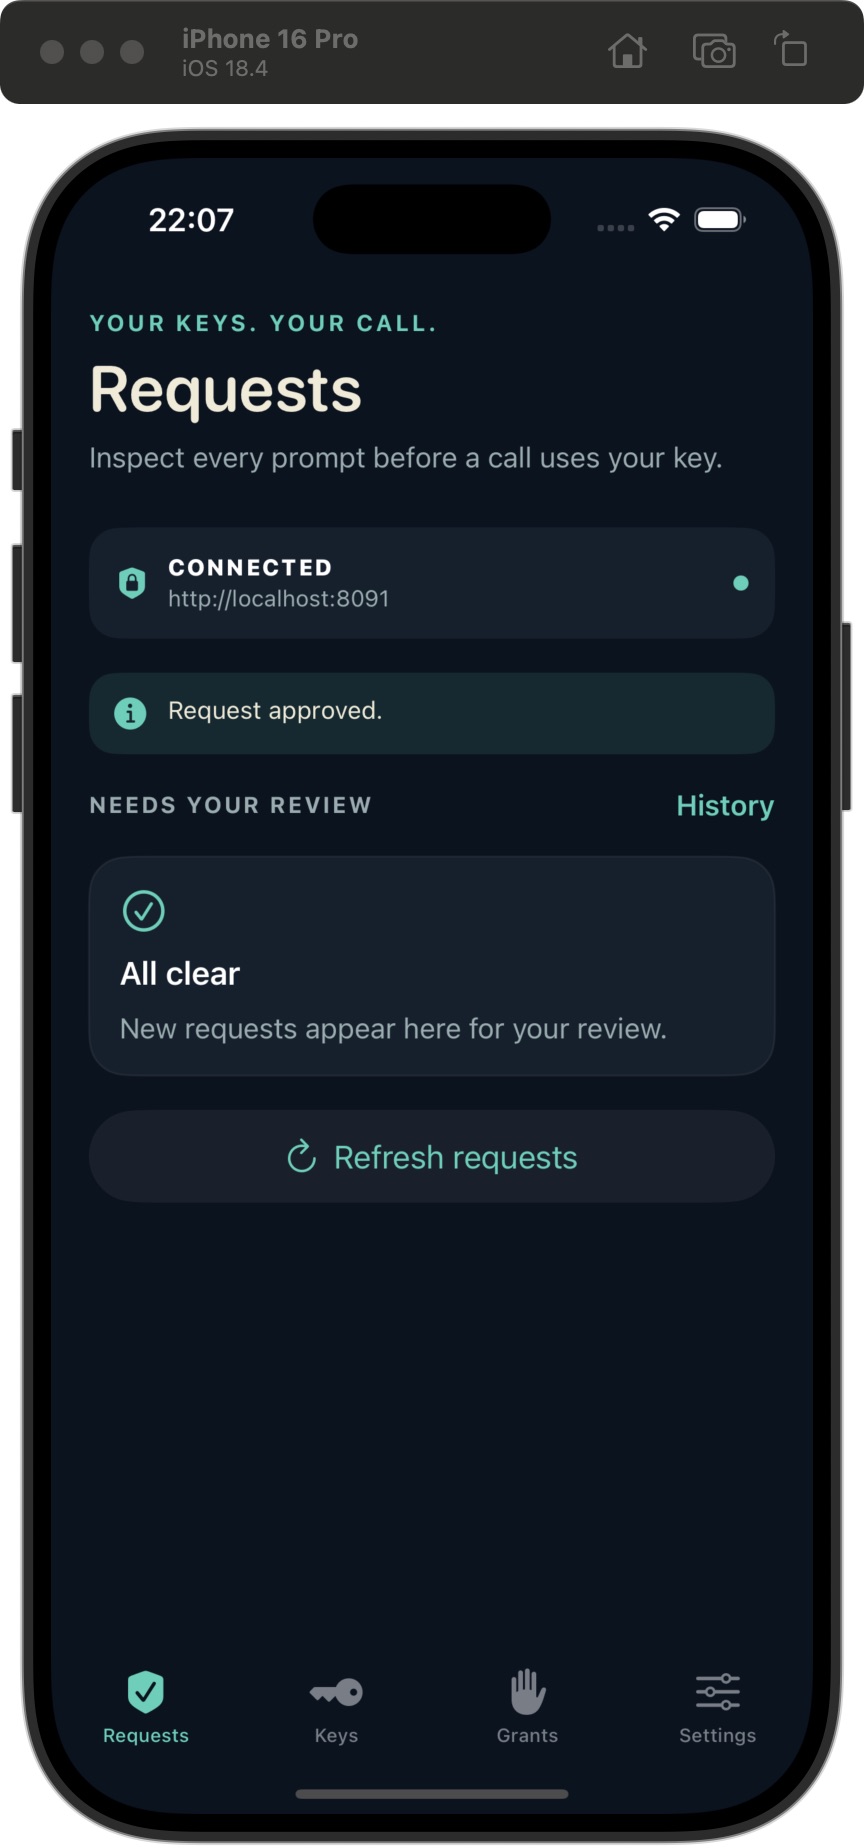 iPhone 16 Pro
iOS 18.4
22:07
YOUR KEYS. YOUR CALL.
Requests
Inspect every prompt before a call uses your key.
CONNECTED
http://localhost:8091
Request approved.
NEEDS YOUR REVIEW
History
All clear
New requests appear here for your review.
Refresh requests
Requests
Keys
Grants
Settings